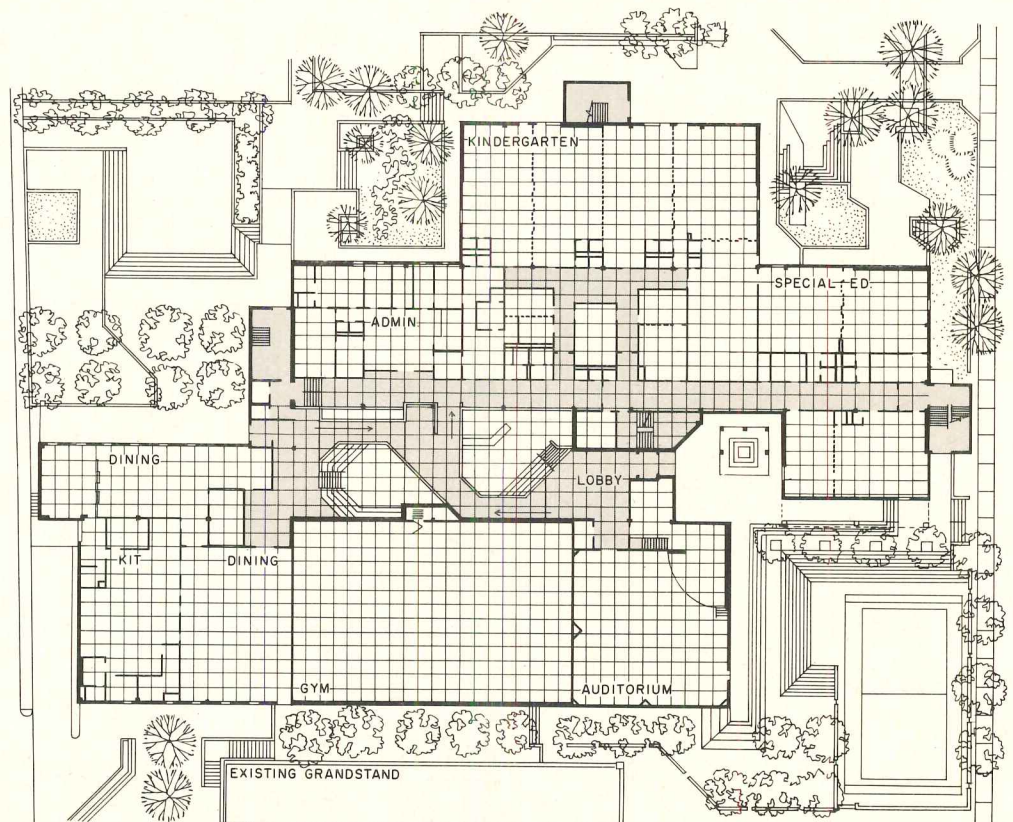 KINDERGARTEN
SPECIAL ED.
ADMIN.
DINING
LOBBY
KIT
DINING
GYM
AUDITORIUM
EXISTING GRANDSTAND